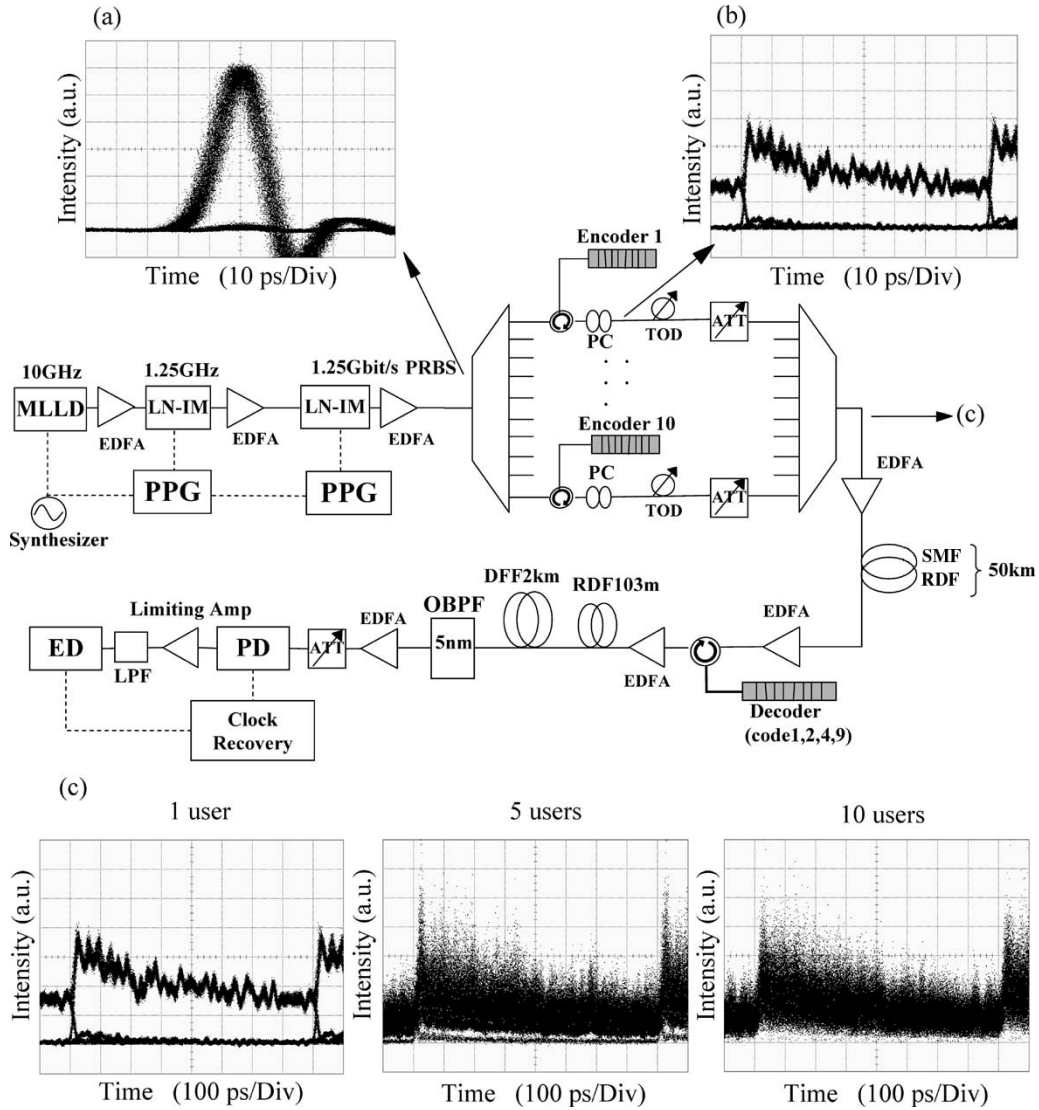 (a)
(b)
Intensity (a.u.)
Time (10 ps/Div)
Intensity (a.u.)
Time (10 ps/Div)
Encoder 1
PC
TOD
ATT
10GHz
1.25GHz
1.25Gbit/s PRBS
MLLD
EDFA
LN-IM
EDFA
LN-IM
EDFA
PPG
PPG
Synthesizer
Encoder 10
PC
TOD
ATT
(c)
EDFA
SMF
RDF
50km
Limiting Amp
ED
LPF
PD
ATT
EDFA
OBPF
5nm
DFF2km
RDF103m
EDFA
EDFA
Clock
Recovery
Decoder
(code1,2,4,9)
(c)
1 user
5 users
10 users
Intensity (a.u.)
Intensity (a.u.)
Intensity (a.u.)
Time (100 ps/Div)
Time (100 ps/Div)
Time (100 ps/Div)